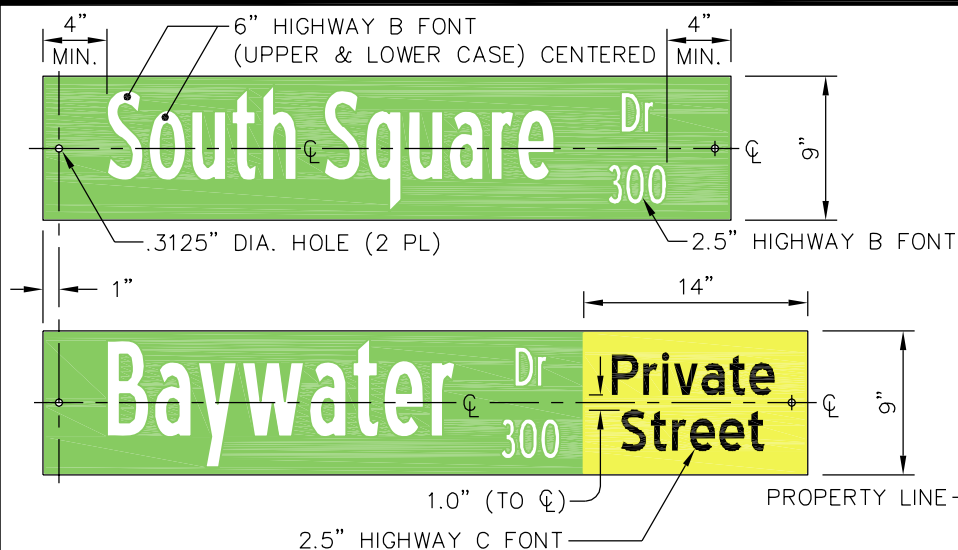 4" 6" HIGHWAY B FONT 4"
MIN. (UPPER & LOWER CASE) CENTERED MIN.
South Square Dr
℄ ℄ 9"
300
.3125" DIA. HOLE (2 PL) 2.5" HIGHWAY B FONT
1" 14"
Baywater Dr Private
℄ ℄ 9"
300 Street
1.0" (TO ℄) PROPERTY LINE
2.5" HIGHWAY C FONT